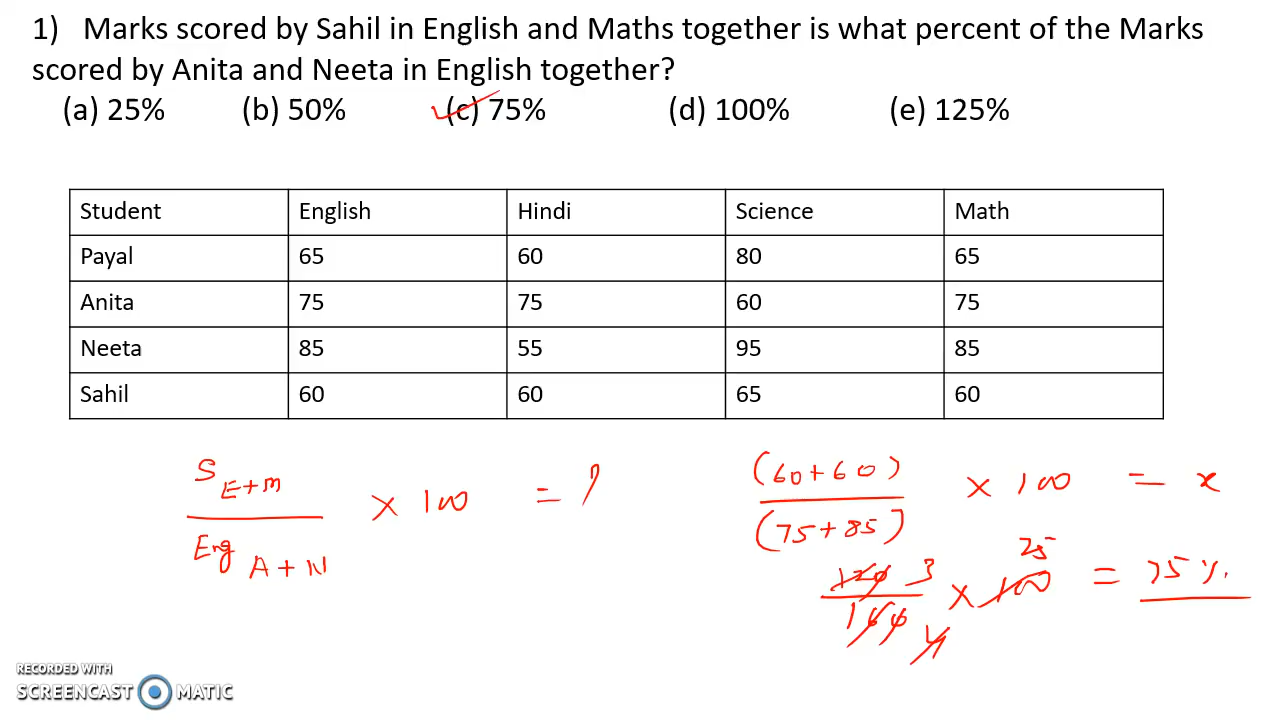 1) Marks scored by Sahil in English and Maths together is what percent of the Marks
scored by Anita and Neeta in English together?
(a) 25% (b) 50% (c) 75% (d) 100% (e) 125%
Student English Hindi Science Math
Payal 65 60 80 65
Anita 75 75 60 75
Neeta 85 55 95 85
Sahil 60 60 65 60
S E+M
Eng A+N
× 100 = ?
(60+60)
(75+85)
× 100 = x
120 3
160 4
× 100 25 = 75%
RECORDED WITH
SCREENCAST MATIC